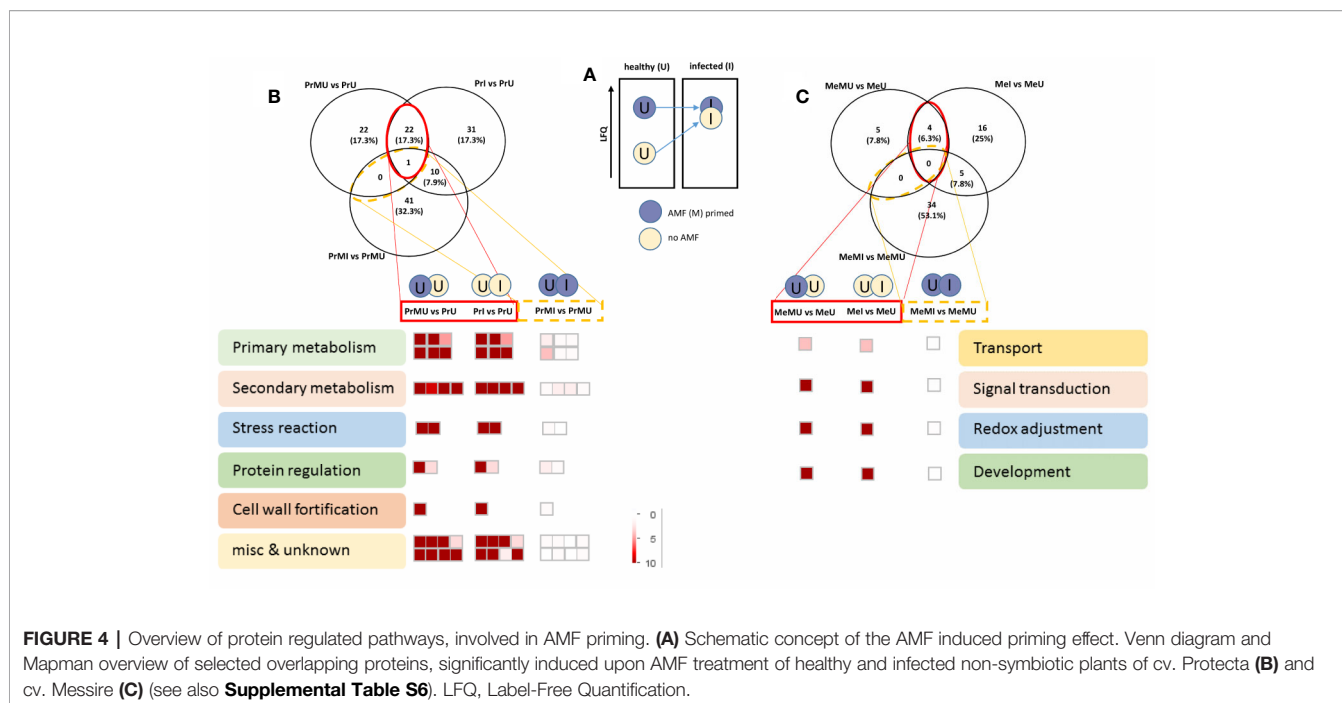 A
healthy (U)
infected (I)
LFQ
U
I
U
I
AMF (M) primed
no AMF
B
PrMU vs PrU
PrI vs PrU
22
(17.3%)
22
(17.3%)
31
(17.3%)
1
0
10
(7.9%)
41
(32.3%)
PrMI vs PrMU
U U
U I
U I
PrMU vs PrU
PrI vs PrU
PrMI vs PrMU
Primary metabolism
Secondary metabolism
Stress reaction
Protein regulation
Cell wall fortification
misc & unknown
0
5
10
C
MeMU vs MeU
MeI vs MeU
5
(7.8%)
4
(6.3%)
16
(25%)
0
0
5
(7.8%)
34
(53.1%)
MeMI vs MeMU
U U
U I
U I
MeMU vs MeU
MeI vs MeU
MeMI vs MeMU
Transport
Signal transduction
Redox adjustment
Development
FIGURE 4 | Overview of protein regulated pathways, involved in AMF priming. (A) Schematic concept of the AMF induced priming effect. Venn diagram and
Mapman overview of selected overlapping proteins, significantly induced upon AMF treatment of healthy and infected non-symbiotic plants of cv. Protecta (B) and
cv. Messire (C) (see also Supplemental Table S6). LFQ, Label-Free Quantification.